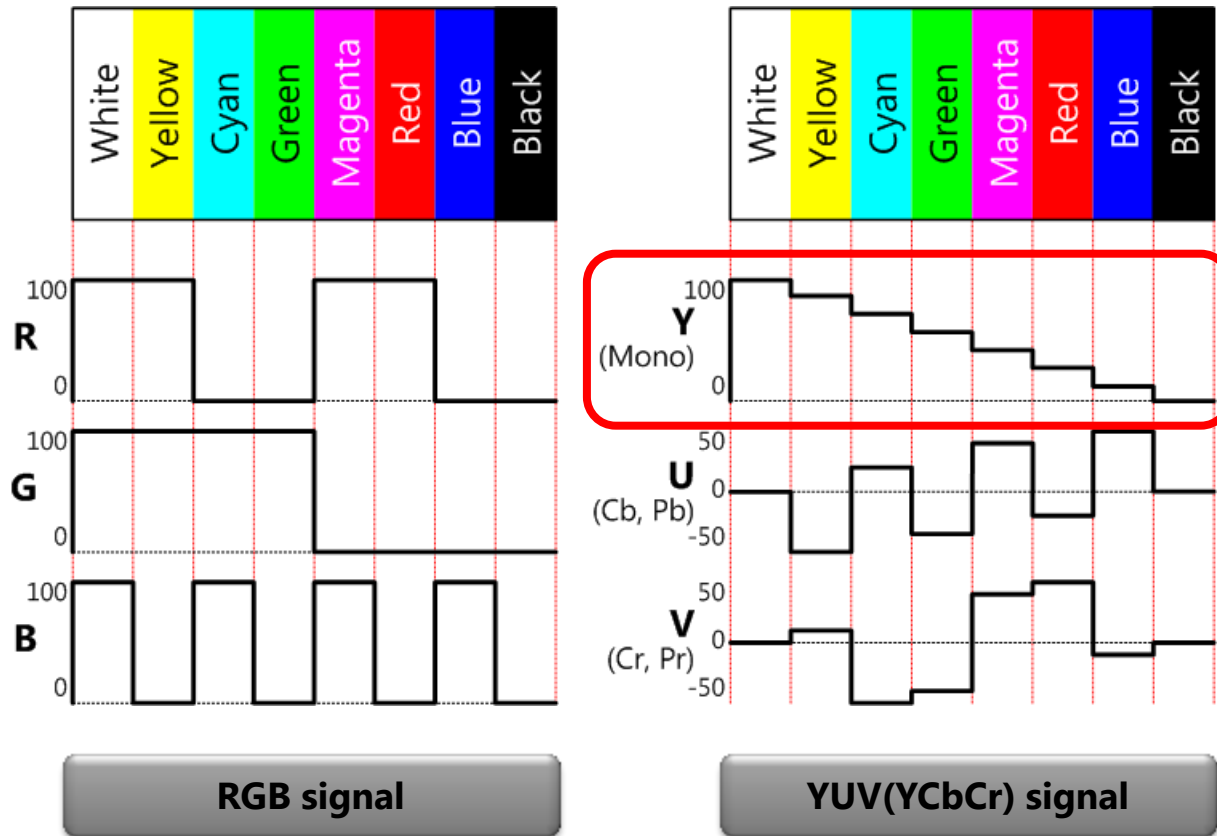 White
Yellow
Cyan
Green
Magenta
Red
Blue
Black
100
R
0
100
G
0
100
B
0
RGB signal
White
Yellow
Cyan
Green
Magenta
Red
Blue
Black
100
Y
(Mono)
0
50
U
0
(Cb, Pb)
-50
50
V
0
(Cr, Pr)
-50
YUV(YCbCr) signal